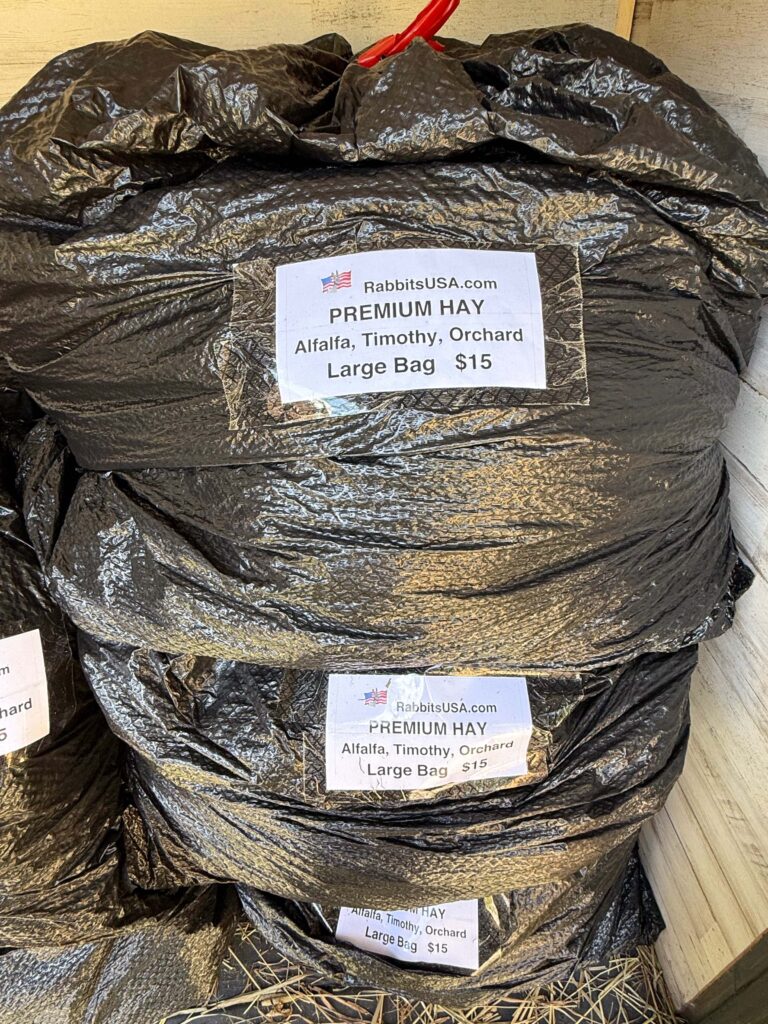 RabbitsUSA.com
PREMIUM HAY
Alfalfa, Timothy, Orchard
Large Bag $15
RabbitsUSA.com
PREMIUM HAY
Alfalfa, Timothy, Orchard
Large Bag $15
HAY
Alfalfa, Timothy, Orchard
Large Bag $15